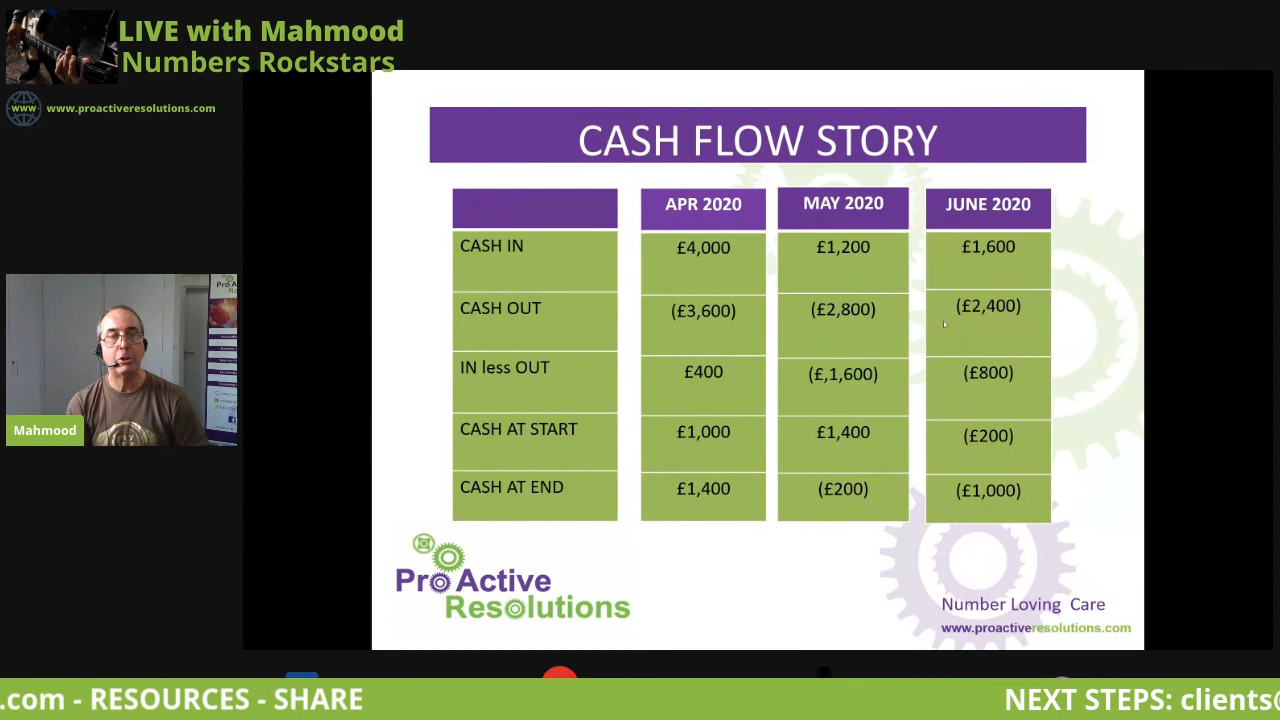 LIVE with Mahmood
Numbers Rockstars
www
www.proactiveresolutions.com
CASH FLOW STORY
APR 2020 MAY 2020 JUNE 2020
CASH IN £4,000 £1,200 £1,600
CASH OUT (£3,600) (£2,800) (£2,400)
IN less OUT £400 (£,1,600) (£800)
CASH AT START £1,000 £1,400 (£200)
CASH AT END £1,400 (£200) (£1,000)
Mahmood
ProActive
Resolutions
Number Loving Care
www.proactiveresolutions.com
.com - RESOURCES - SHARE
NEXT STEPS: clients@